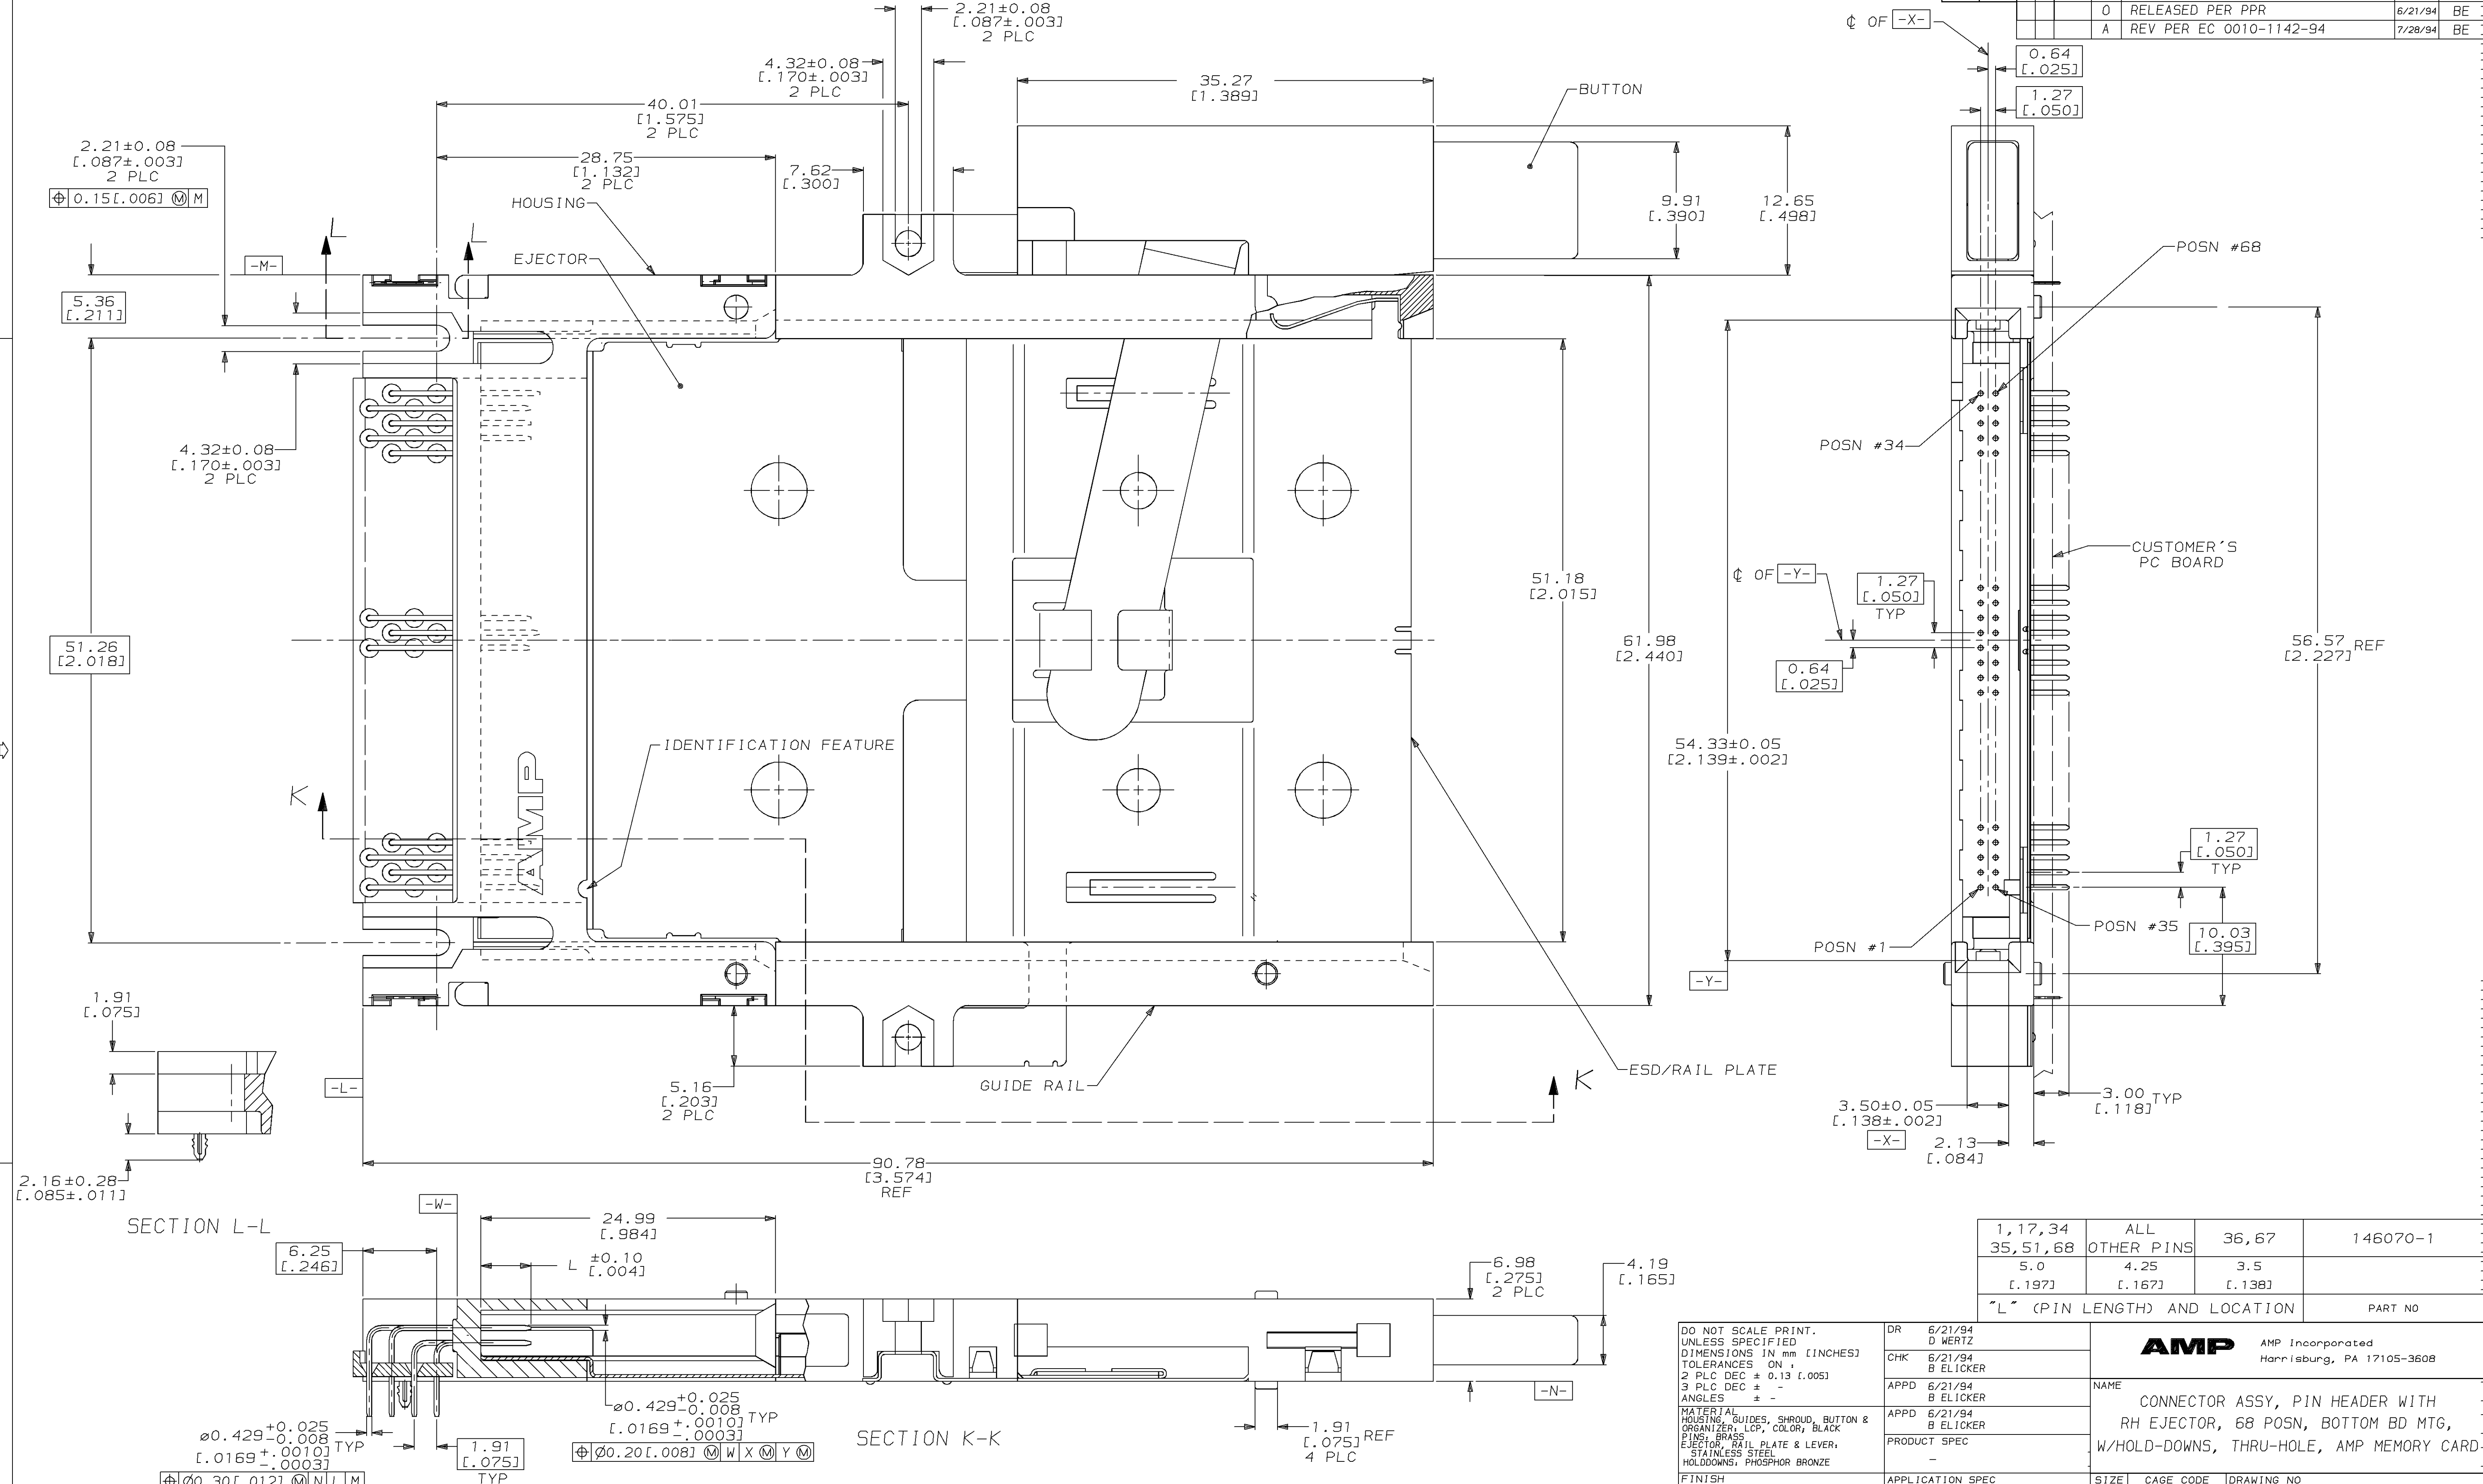 2.21±0.08
[.087±.003]
2 PLC
4.32±0.08
[.170±.003]
2 PLC
40.01
[1.575]
2 PLC
35.27
[1.389]
BUTTON
℄ OF -X-
O RELEASED PER PPR 6/21/94 BE
A REV PER EC 0010-1142-94 7/28/94 BE
0.64
[.025]
1.27
[.050]
2.21±0.08
[.087±.003]
2 PLC
⌖ 0.15[.006] Ⓜ M
28.75
[1.132]
2 PLC
7.62
[.300]
HOUSING
EJECTOR
L
L
-M-
5.36
[.211]
9.91
[.390]
12.65
[.498]
POSN #68
4.32±0.08
[.170±.003]
2 PLC
POSN #34
CUSTOMER'S
PC BOARD
51.18
[2.015]
℄ OF -Y-
1.27
[.050]
TYP
51.26
[2.018]
61.98
[2.440]
56.57 REF
[2.227]
0.64
[.025]
IDENTIFICATION FEATURE
54.33±0.05
[2.139±.002]
AMP
K
1.27
[.050]
TYP
POSN #35
POSN #1
10.03
[.395]
-Y-
1.91
[.075]
-L-
5.16
[.203]
2 PLC
GUIDE RAIL
K
ESD/RAIL PLATE
3.50±0.05
[.138±.002]
-X-
3.00 TYP
[.118]
2.13
[.084]
2.16±0.28
[.085±.011]
SECTION L-L
90.78
[3.574]
REF
-W-
24.99
[.984]
6.25
[.246]
L ±0.10
[.004]
6.98
[.275]
2 PLC
4.19
[.165]
-N-
⌀0.429 +0.025 -0.008
[.0169 +.0010 -.0003] TYP
⌖ ⌀0.30[.012] Ⓜ N L M
1.91
[.075]
TYP
⌀0.429 +0.025 -0.008 TYP
[.0169 +.0010 -.0003]
⌖ ⌀0.20[.008] Ⓜ W X Ⓜ Y Ⓜ
SECTION K-K
1.91
[.075] REF
4 PLC
1,17,34 ALL 36,67 146070-1
35,51,68 OTHER PINS
5.0 4.25 3.5
[.197] [.167] [.138]
"L" (PIN LENGTH) AND LOCATION PART NO
DO NOT SCALE PRINT.
UNLESS SPECIFIED
DIMENSIONS IN mm [INCHES]
TOLERANCES ON :
2 PLC DEC ± 0.13 [.005]
3 PLC DEC ± -
ANGLES ± -
MATERIAL
HOUSING, GUIDES, SHROUD, BUTTON &
ORGANIZER: LCP, COLOR; BLACK
PINS: BRASS
EJECTOR, RAIL PLATE & LEVER:
STAINLESS STEEL
HOLDDOWNS: PHOSPHOR BRONZE
FINISH
DR 6/21/94
D WERTZ
CHK 6/21/94
B ELICKER
APPD 6/21/94
B ELICKER
APPD 6/21/94
B ELICKER
PRODUCT SPEC
-
APPLICATION SPEC
AMP AMP Incorporated
Harrisburg, PA 17105-3608
NAME
CONNECTOR ASSY, PIN HEADER WITH
RH EJECTOR, 68 POSN, BOTTOM BD MTG,
W/HOLD-DOWNS, THRU-HOLE, AMP MEMORY CARD
SIZE CAGE CODE DRAWING NO